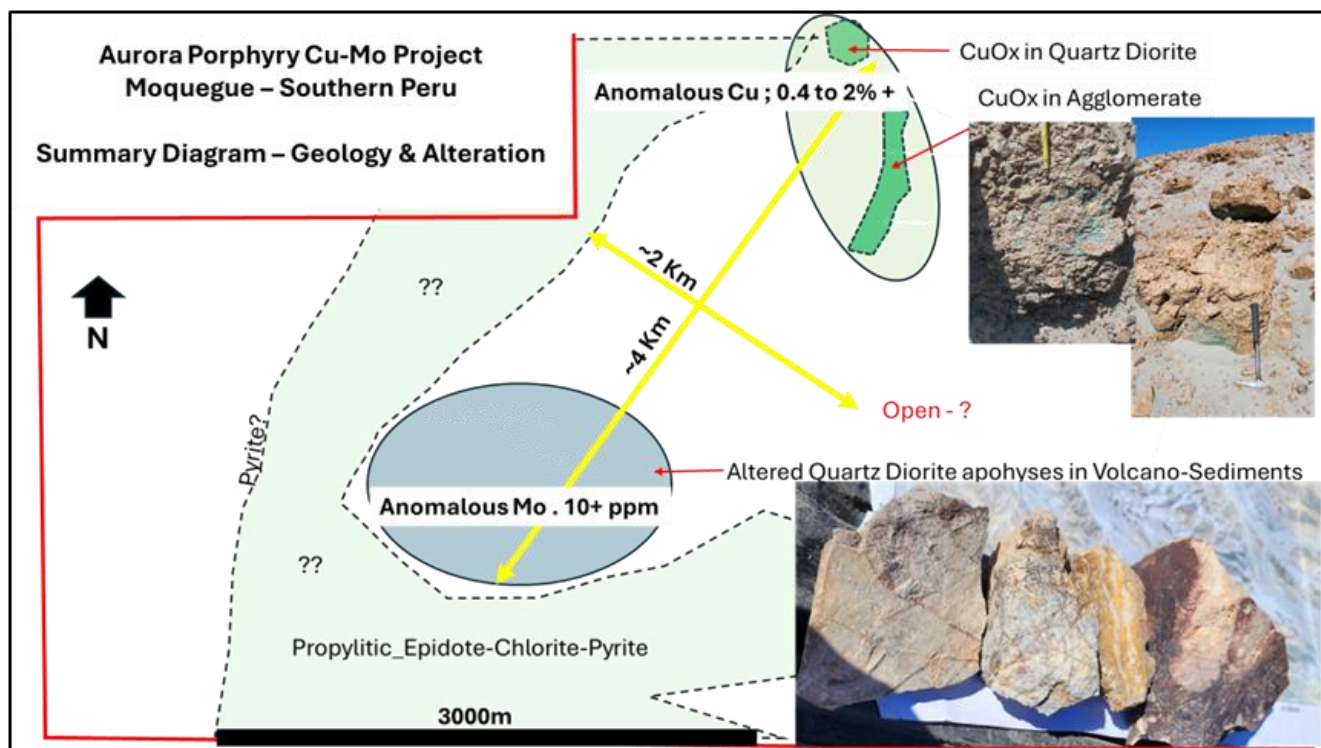 Aurora Porphyry Cu-Mo Project
Moquegue – Southern Peru
Summary Diagram – Geology & Alteration
CuOx in Quartz Diorite
Anomalous Cu ; 0.4 to 2% +
CuOx in Agglomerate
N
??
~2 Km
~4 Km
Open - ?
Pyrite?
Altered Quartz Diorite apohyses in Volcano-Sediments
Anomalous Mo . 10+ ppm
??
Propylitic_Epidote-Chlorite-Pyrite
3000m